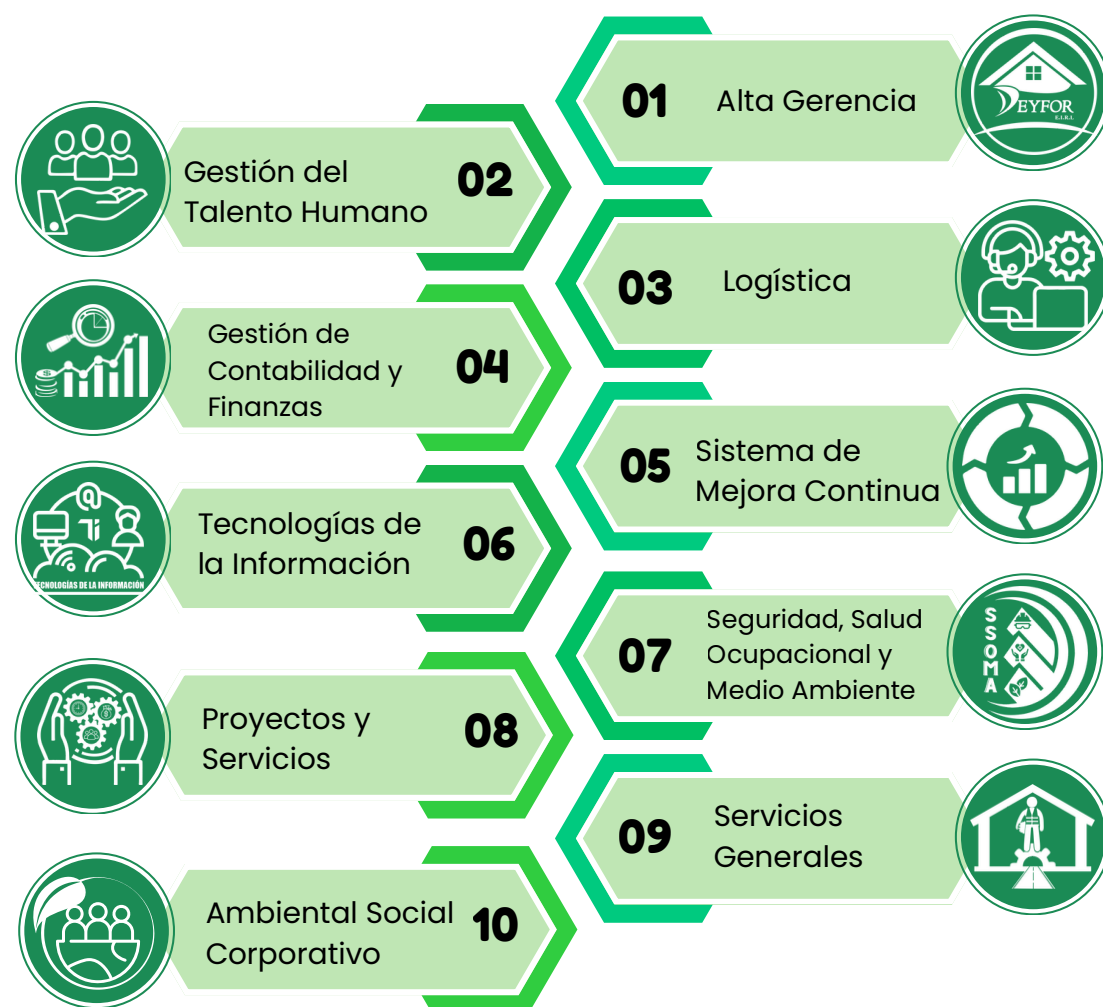 01
Alta Gerencia
DEYFOR
E.I.R.L
Gestión del
Talento Humano
02
03
Logística
Gestión de
Contabilidad y
Finanzas
04
$
05
Sistema de
Mejora Continua
@
Ti
TECNOLOGÍAS DE LA INFORMACIÓN
Tecnologías de
la Información
06
07
Seguridad, Salud
Ocupacional y
Medio Ambiente
SSOMA
Proyectos y
Servicios
08
09
Servicios
Generales
Ambiental Social
Corporativo
10